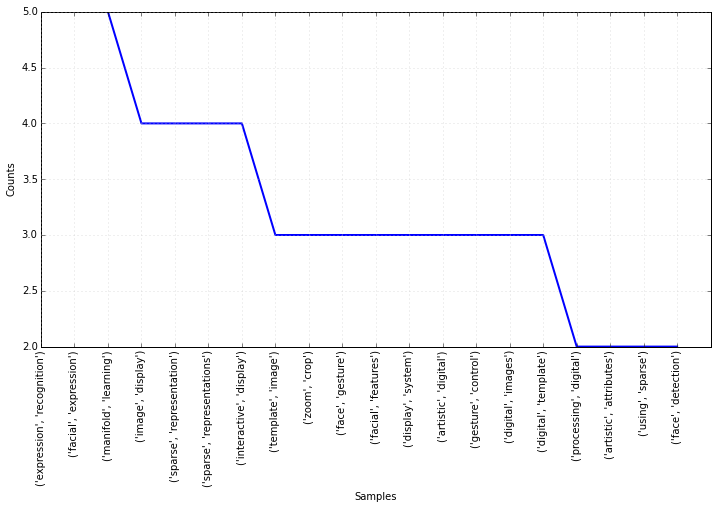 5.0
4.5
4.0
3.5
3.0
2.5
2.0
Counts
('expression', 'recognition')
('facial', 'expression')
('manifold', 'learning')
('image', 'display')
('sparse', 'representation')
('sparse', 'representations')
('interactive', 'display')
('template', 'image')
('zoom', 'crop')
('face', 'gesture')
('facial', 'features')
('display', 'system')
('artistic', 'digital')
('gesture', 'control')
('digital', 'images')
('digital', 'template')
('processing', 'digital')
('artistic', 'attributes')
('using', 'sparse')
('face', 'detection')
Samples